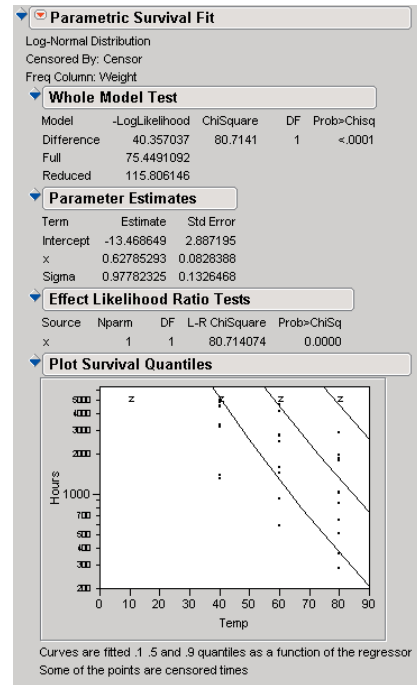 Parametric Survival Fit
Log-Normal Distribution
Censored By: Censor
Freq Column: Weight
Whole Model Test
Model -LogLikelihood ChiSquare DF Prob>Chisq
Difference 40.357037 80.7141 1 <.0001
Full 75.4491092
Reduced 115.806146
Parameter Estimates
Term Estimate Std Error
Intercept -13.468649 2.887195
x 0.62785293 0.0828388
Sigma 0.97782325 0.1326468
Effect Likelihood Ratio Tests
Source Nparm DF L-R ChiSquare Prob>ChiSq
x 1 1 80.714074 0.0000
Plot Survival Quantiles
5000
4000
3000
2000
1000
700
500
400
300
200
Hours
z z z z
0 10 20 30 40 50 60 70 80 90
Temp
Curves are fitted .1 .5 and .9 quantiles as a function of the regressor
Some of the points are censored times